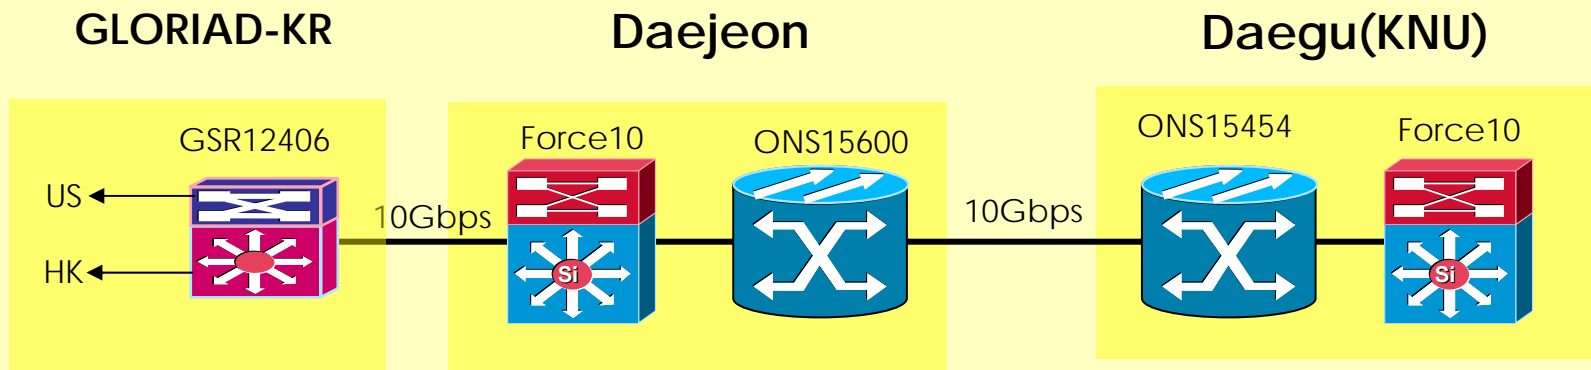 GLORIAD-KR
Daejeon
Daegu(KNU)
GSR12406
Force10
ONS15600
ONS15454
Force10
US
HK
10Gbps
10Gbps
Si
Si